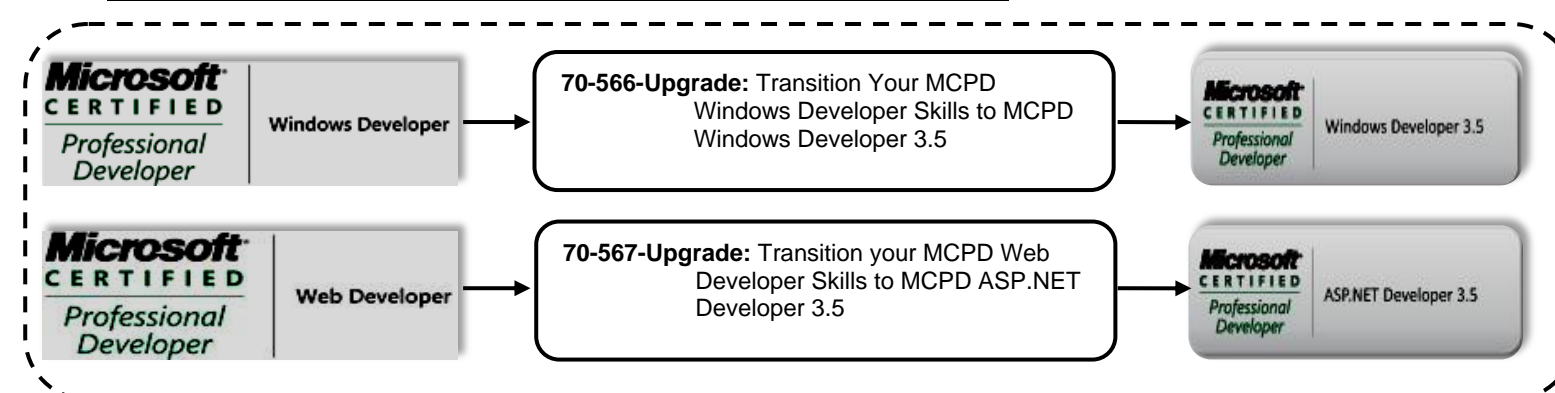 Microsoft
CERTIFIED
Professional
Developer
Windows Developer
70-566-Upgrade: Transition Your MCPD
Windows Developer Skills to MCPD
Windows Developer 3.5
Microsoft
CERTIFIED
Professional
Developer
Windows Developer 3.5
Microsoft
CERTIFIED
Professional
Developer
Web Developer
70-567-Upgrade: Transition your MCPD Web
Developer Skills to MCPD ASP.NET
Developer 3.5
Microsoft
CERTIFIED
Professional
Developer
ASP.NET Developer 3.5